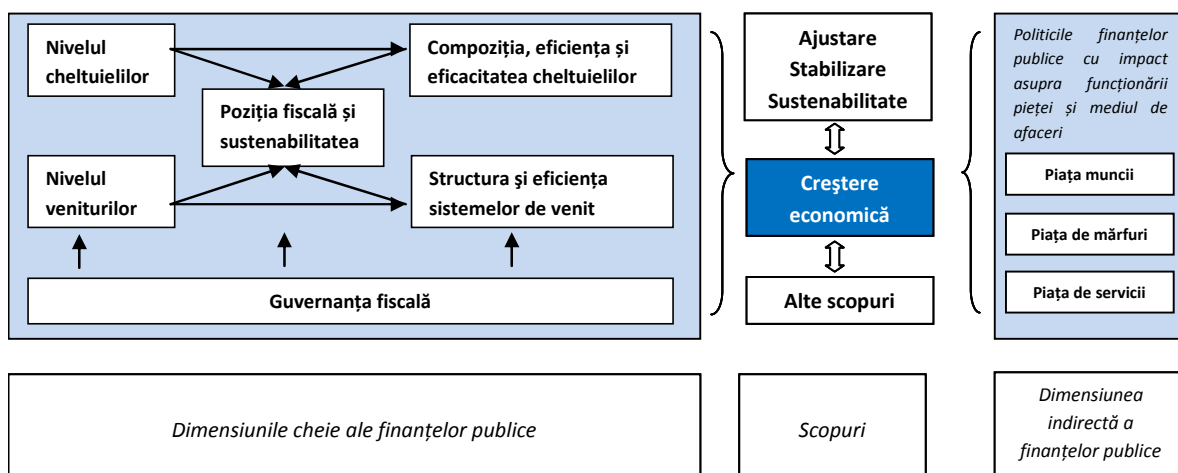 Nivelul
cheltuielilor
Compoziția, eficiența și
eficacitatea cheltuielilor
Poziția fiscală și
sustenabilitatea
Nivelul
veniturilor
Structura şi eficiența
sistemelor de venit
Guvernanța fiscală
Ajustare
Stabilizare
Sustenabilitate
Creştere
economică
Alte scopuri
Politicile finanțelor
publice cu impact
asupra funcționării
pieței și mediul de
afaceri
Piața muncii
Piața de mărfuri
Piața de servicii
Dimensiunile cheie ale finanțelor publice
Scopuri
Dimensiunea
indirectă a
finanțelor publice